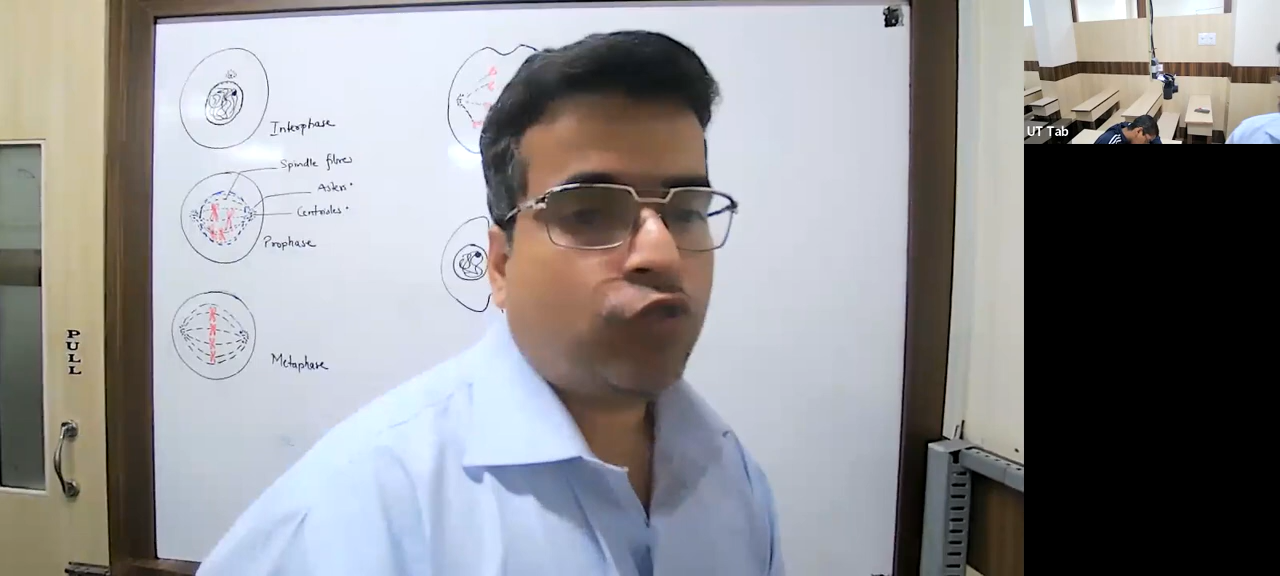 Interphase
Spindle fibres
Asters
Centrioles
Prophase
Metaphase
PULL
UT Tab